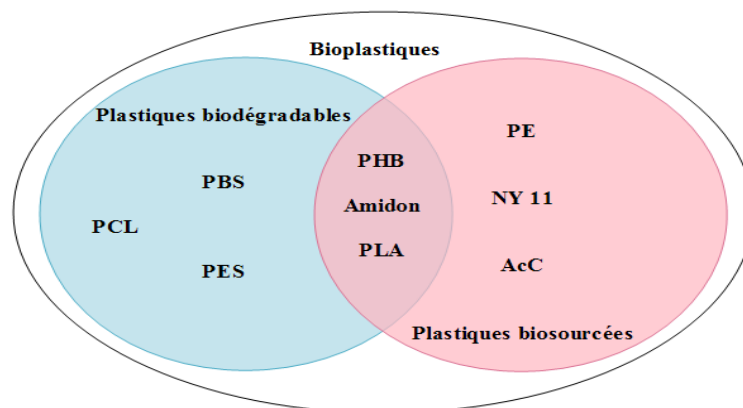 Bioplastiques
Plastiques biodégradables
PBS
PCL
PES
PHB
Amidon
PLA
PE
NY 11
AcC
Plastiques biosourcées